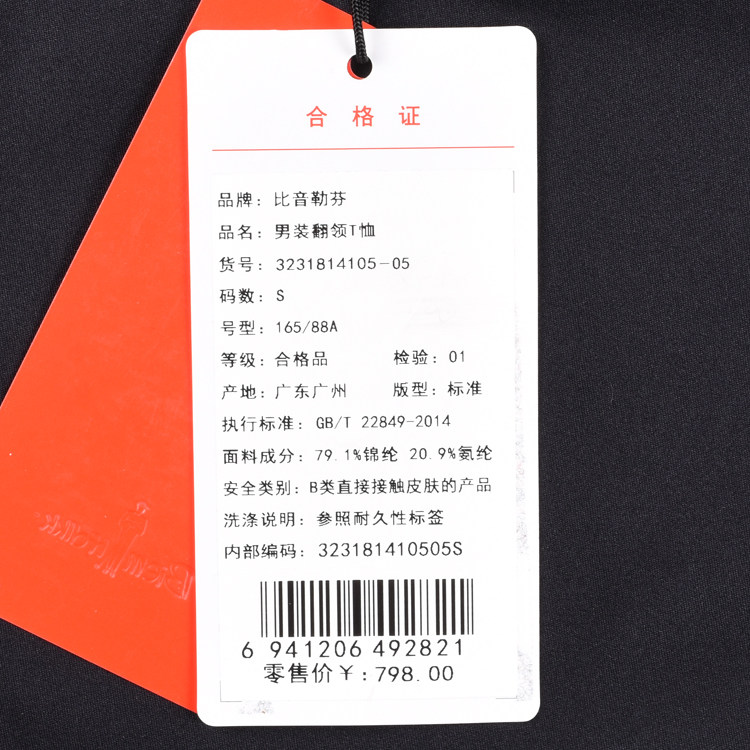 合格证
品牌：比音勒芬
品名：男装翻领T恤
货号：3231814105-05
码数：S
号型：165/88A
等级：合格品 检验：01
产地：广东广州 版型：标准
执行标准：GB/T 22849-2014
面料成分：79.1%锦纶 20.9%氨纶
安全类别：B类直接接触皮肤的产品
洗涤说明：参照耐久性标签
内部编码：323181410505S
6 941206 492821
零售价￥:798.00